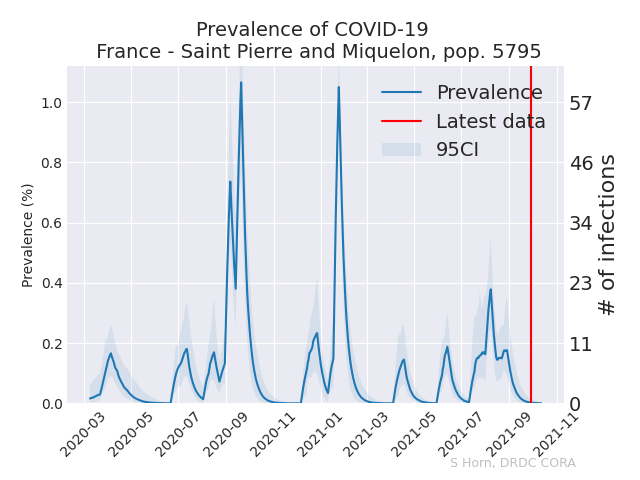 Prevalence of COVID-19
France - Saint Pierre and Miquelon, pop. 5795
Prevalence
Latest data
95CI
1.0
0.8
0.6
0.4
0.2
0.0
Prevalence (%)
57
46
34
23
11
0
# of infections
2020-03
2020-05
2020-07
2020-09
2020-11
2021-01
2021-03
2021-05
2021-07
2021-09
2021-11
S Horn, DRDC CORA